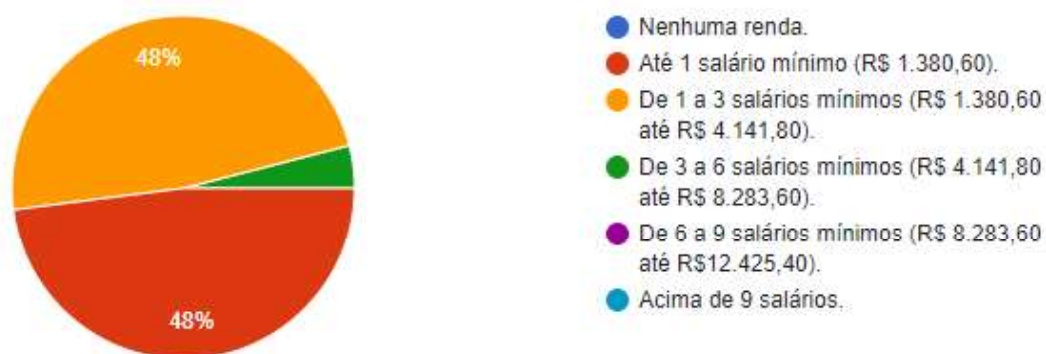 48%
48%
Nenhuma renda.
Até 1 salário mínimo (R$ 1.380,60).
De 1 a 3 salários mínimos (R$ 1.380,60
até R$ 4.141,80).
De 3 a 6 salários mínimos (R$ 4.141,80
até R$ 8.283,60).
De 6 a 9 salários mínimos (R$ 8.283,60
até R$12.425,40).
Acima de 9 salários.